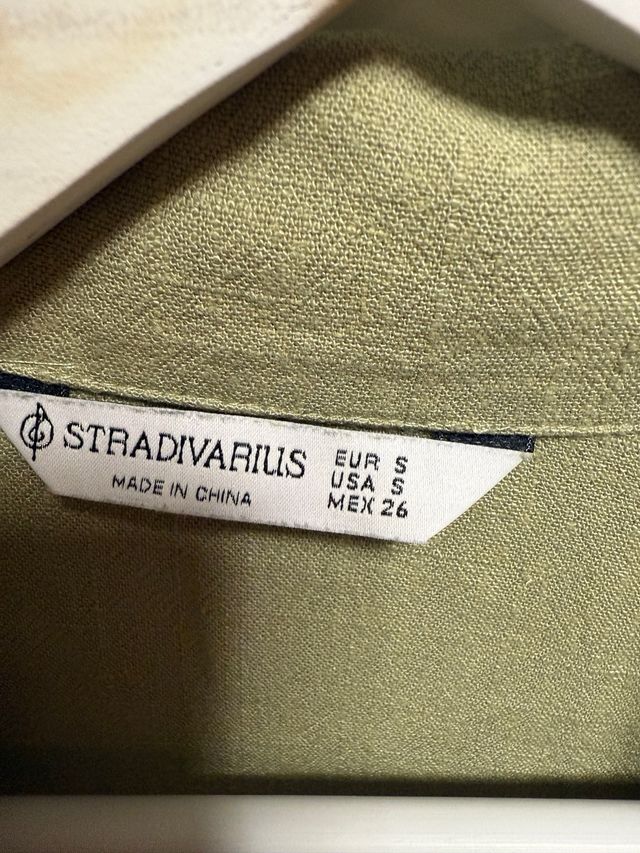 STRADIVARIUS
MADE IN CHINA
EUR S
USA S
MEX 26